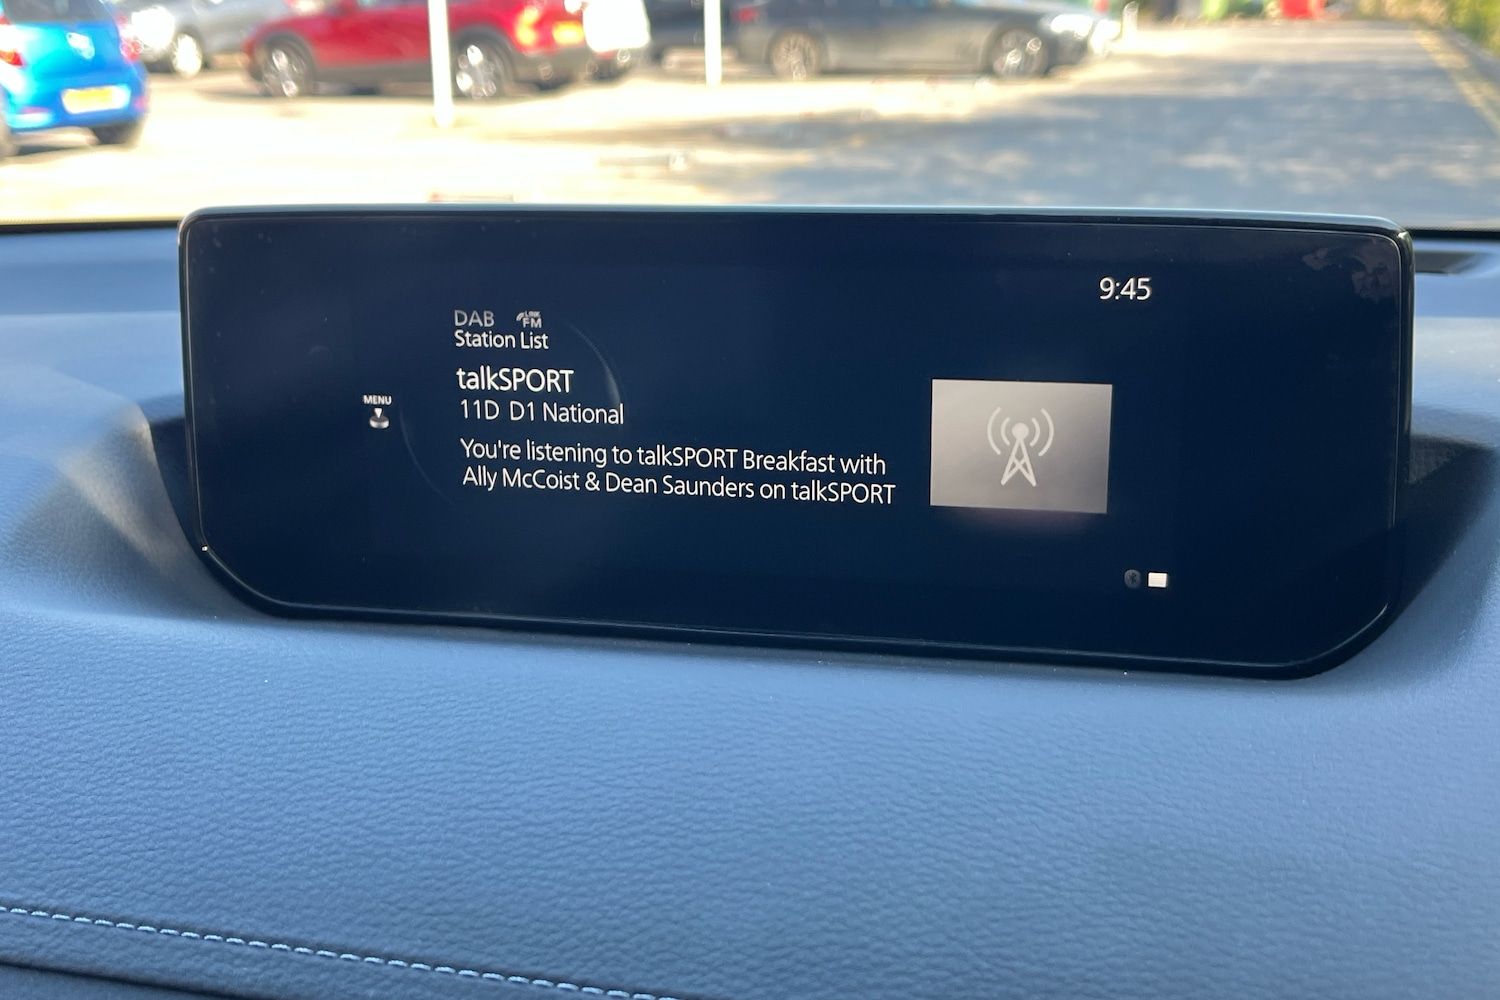 9:45
DAB LINK FM
Station List
talkSPORT
11D D1 National
MENU
You're listening to talkSPORT Breakfast with
Ally McCoist & Dean Saunders on talkSPORT